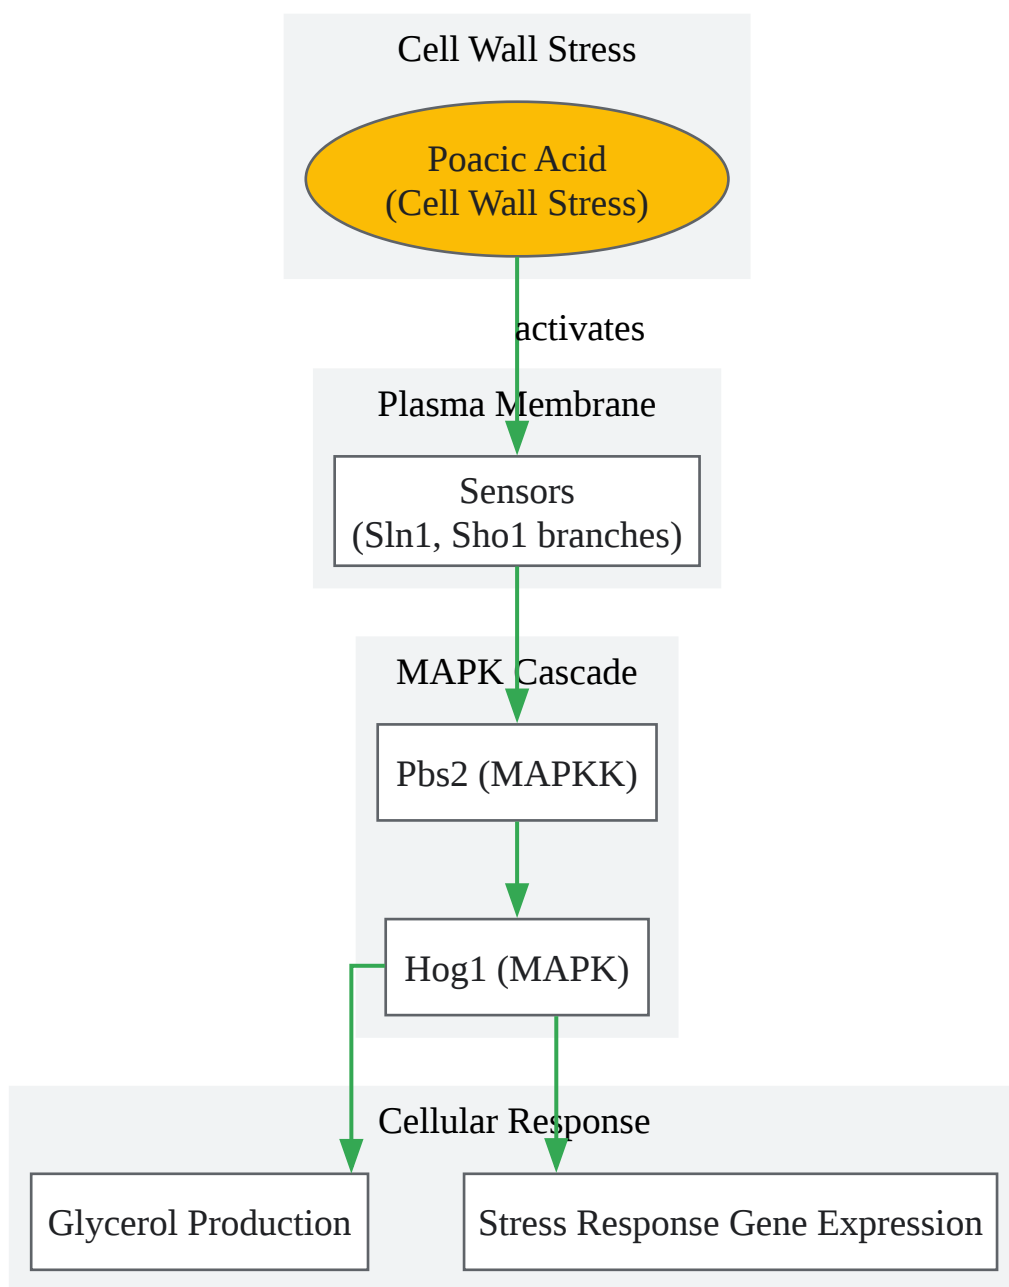 Cell Wall Stress
Poacic Acid
(Cell Wall Stress)
activates
Plasma Membrane
Sensors
(Sln1, Sho1 branches)
MAPK Cascade
Pbs2 (MAPKK)
Hog1 (MAPK)
Cellular Response
Glycerol Production
Stress Response Gene Expression